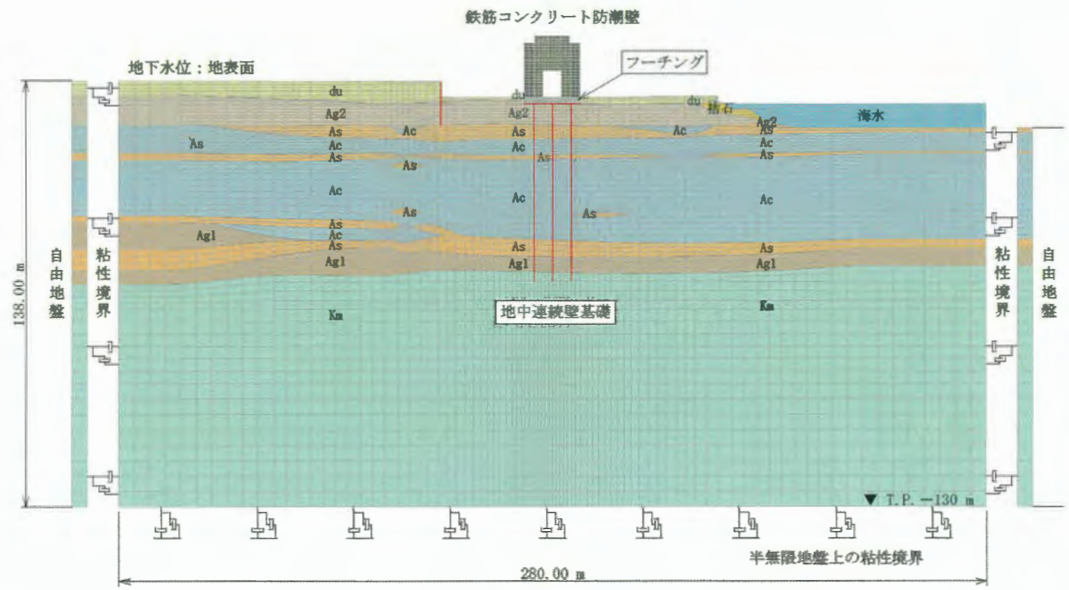 鉄筋コンクリート防潮壁
地下水位:地表面
フーチング
du
du
du
捨石
Ag2
Ag2
Ag2
海水
As
Ac
As
Ac
As
As
Ac
Ac
Ac
As
As
As
As
Ac
Ac
Ac
As
As
As
Ag1
Ac
As
As
As
Ag1
Ag1
Ag1
自由地盤
粘性境界
粘性境界
自由地盤
138.00 m
Km
地中連続壁基礎
Km
▼ T.P. -130 m
半無限地盤上の粘性境界
280.00 m